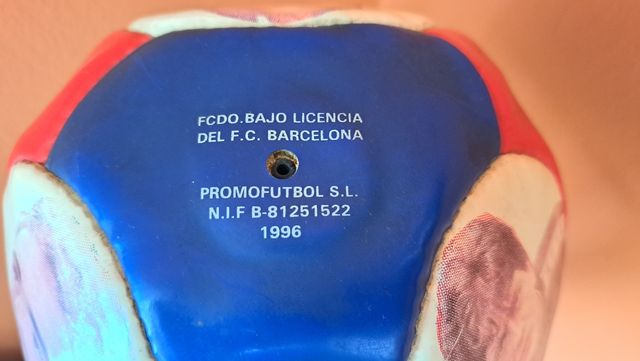 FCDO.BAJO LICENCIA
DEL F.C. BARCELONA
PROMOFUTBOL S.L.
N.I.F B-81251522
1996